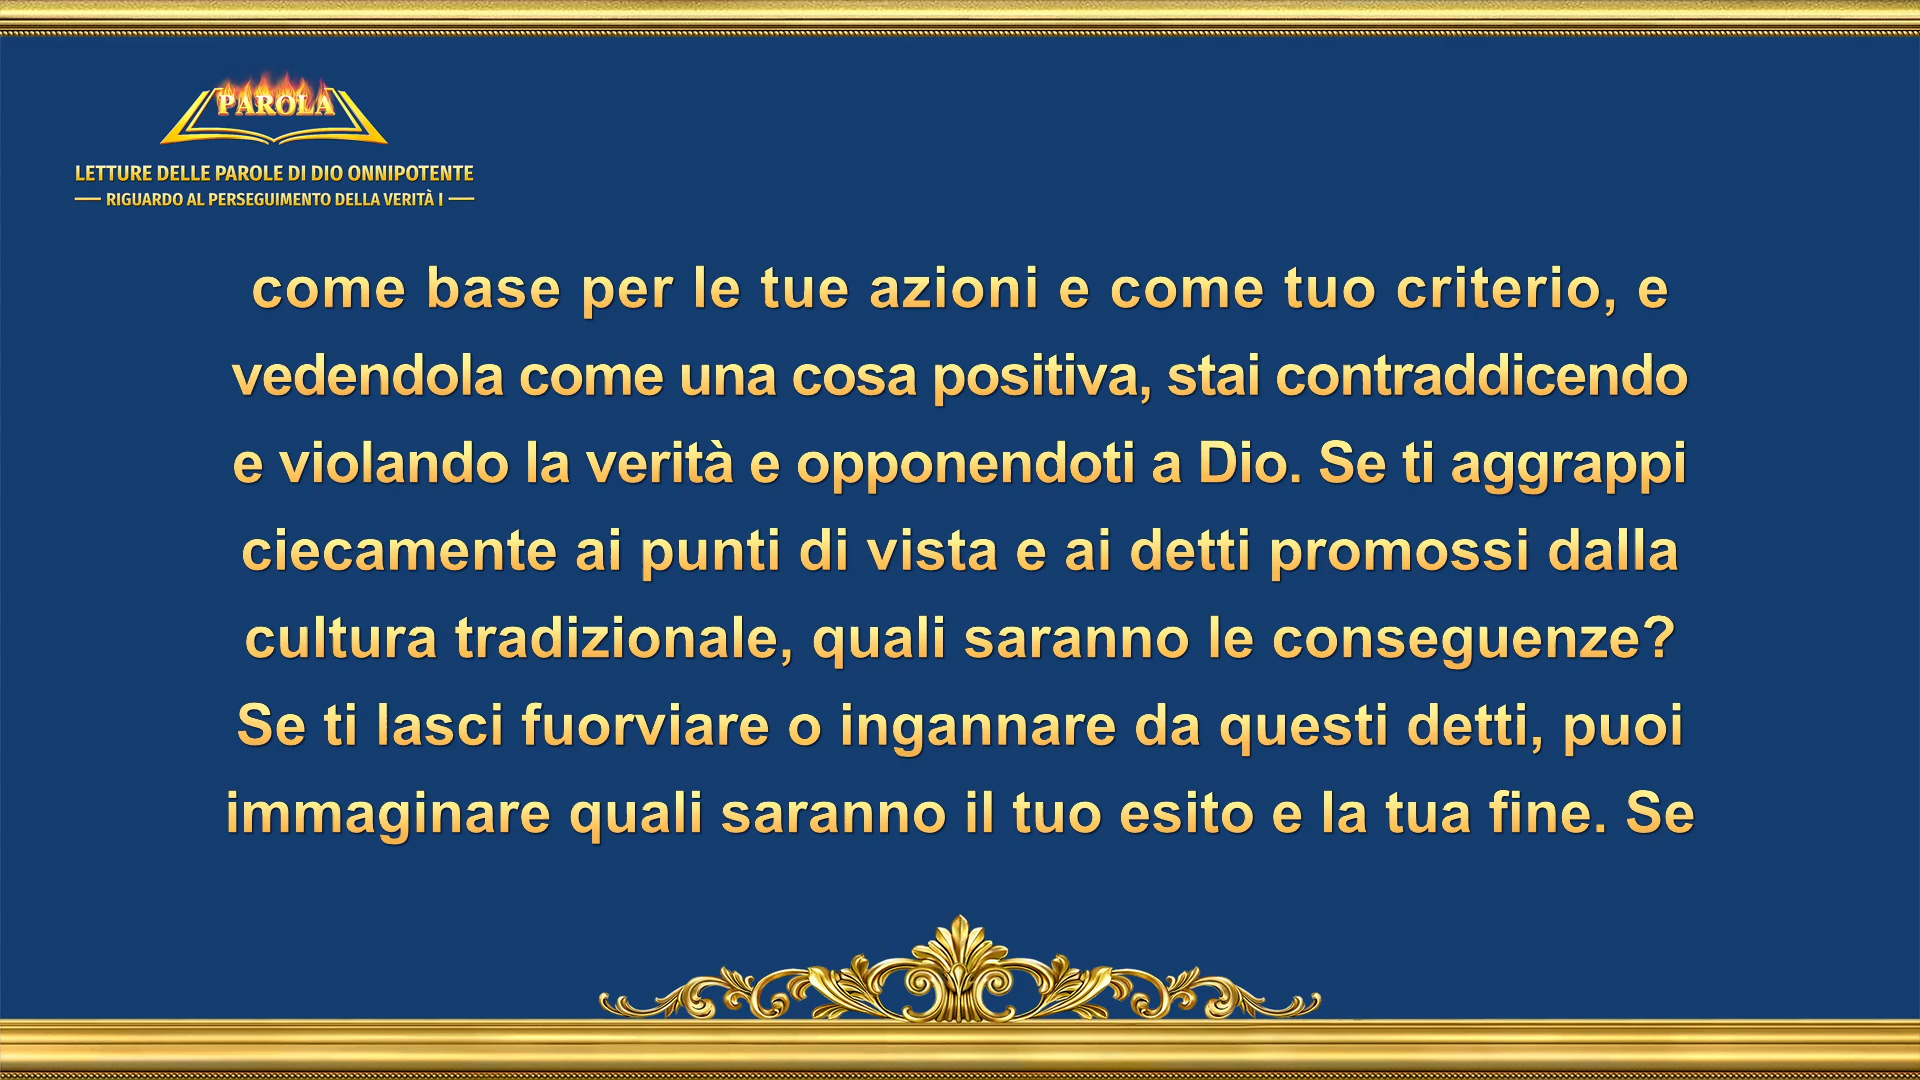 PAROLA
LETTURE DELLE PAROLE DI DIO ONNIPOTENTE
RIGUARDO AL PERSEGUIMENTO DELLA VERITÀ I
come base per le tue azioni e come tuo criterio, e
vedendola come una cosa positiva, stai contraddicendo
e violando la verità e opponendoti a Dio. Se ti aggrappi
ciecamente ai punti di vista e ai detti promossi dalla
cultura tradizionale, quali saranno le conseguenze?
Se ti lasci fuorviare o ingannare da questi detti, puoi
immaginare quali saranno il tuo esito e la tua fine. Se